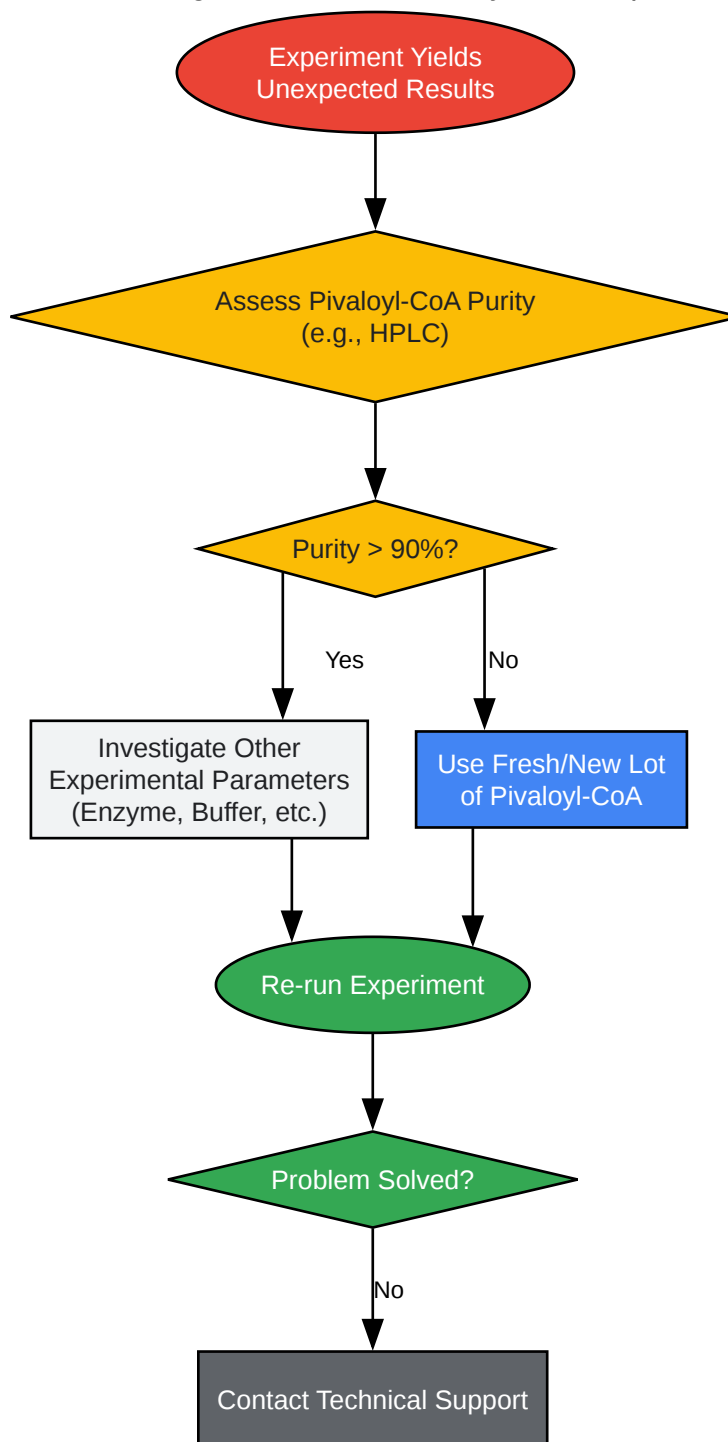 Experiment Yields
Unexpected Results
Assess Pivaloyl-CoA Purity
(e.g., HPLC)
Purity > 90%?
Yes
No
Investigate Other
Experimental Parameters
(Enzyme, Buffer, etc.)
Use Fresh/New Lot
of Pivaloyl-CoA
Re-run Experiment
Problem Solved?
No
Contact Technical Support